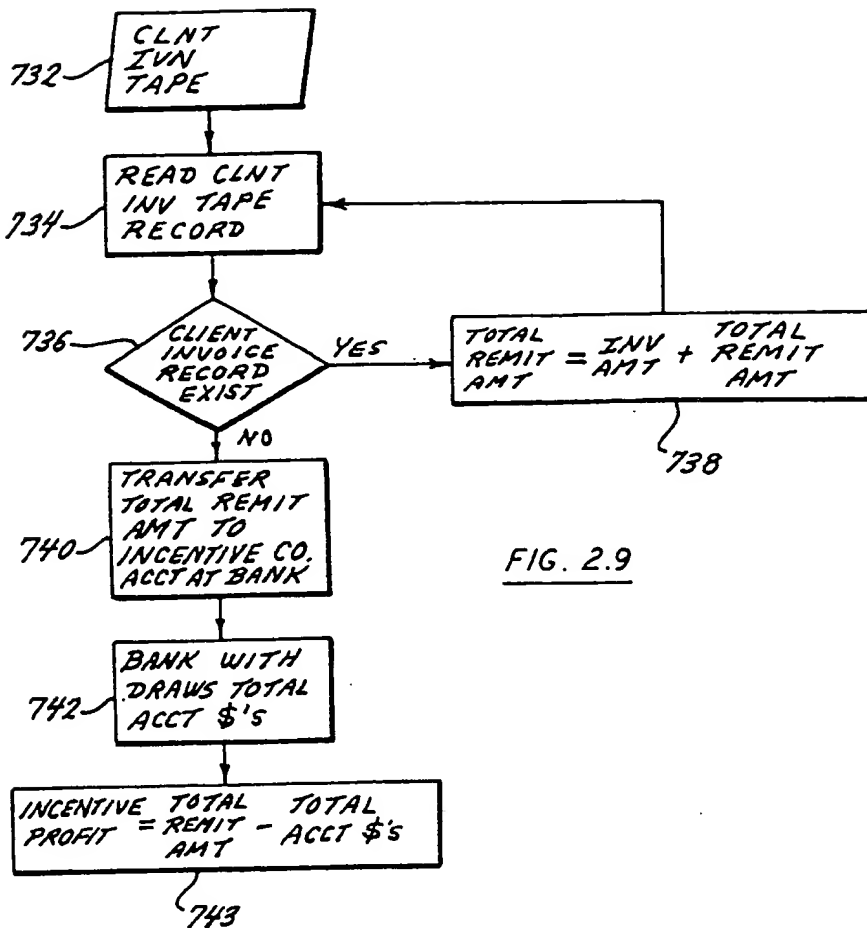 CLNT
IVN
TAPE
732
READ CLNT
INV TAPE
RECORD
734
CLIENT
INVOICE
RECORD
EXIST
736
YES
TOTAL REMIT AMT = INV AMT + TOTAL REMIT AMT
738
NO
TRANSFER
TOTAL REMIT
AMT TO
INCENTIVE CO.
ACCT AT BANK
740
FIG. 2.9
BANK WITH
DRAWS TOTAL
ACCT $'S
742
INCENTIVE PROFIT = TOTAL REMIT AMT - TOTAL ACCT $'S
743